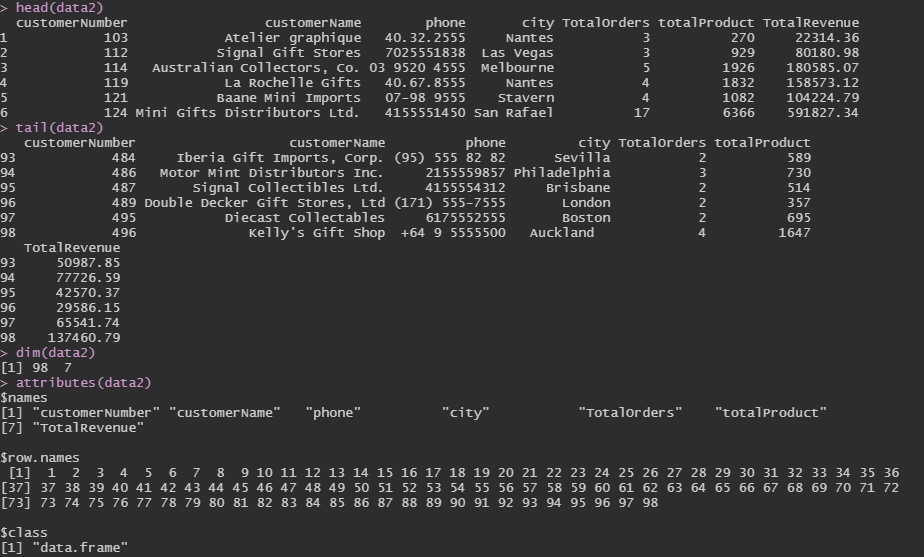 > head(data2)
  customerNumber               customerName        phone       city TotalOrders totalProduct TotalRevenue
1            103          Atelier graphique   40.32.2555     Nantes           3          270     22314.36
2            112         Signal Gift Stores   7025551838  Las Vegas           3          929     80180.98
3            114 Australian Collectors, Co. 03 9520 4555  Melbourne           5         1926    180585.07
4            119          La Rochelle Gifts   40.67.8555     Nantes           4         1832    158573.12
5            121         Baane Mini Imports   07-98 9555    Stavern           4         1082    104224.79
6            124 Mini Gifts Distributors Ltd.   4155551450 San Rafael          17         6366    591827.34
> tail(data2)
   customerNumber                  customerName          phone         city TotalOrders totalProduct
93            484     Iberia Gift Imports, Corp. (95) 555 82 82      Sevilla           2          589
94            486   Motor Mint Distributors Inc.     2155559857 Philadelphia           3          730
95            487       Signal Collectibles Ltd.     4155554312     Brisbane           2          514
96            489 Double Decker Gift Stores, Ltd (171) 555-7555       London           2          357
97            495           Diecast Collectables     6175552555       Boston           2          695
98            496              Kelly's Gift Shop  +64 9 5555500   Auckland             4         1647
   TotalRevenue
93     50987.85
94     77726.59
95     42570.37
96     29586.15
97     65541.74
98    137460.79
> dim(data2)
[1] 98  7
> attributes(data2)
$names
[1] "customerNumber" "customerName"   "phone"          "city"           "TotalOrders"    "totalProduct"
[7] "TotalRevenue"
$row.names
 [1]  1  2  3  4  5  6  7  8  9 10 11 12 13 14 15 16 17 18 19 20 21 22 23 24 25 26 27 28 29 30 31 32 33 34 35 36
[37] 37 38 39 40 41 42 43 44 45 46 47 48 49 50 51 52 53 54 55 56 57 58 59 60 61 62 63 64 65 66 67 68 69 70 71 72
[73] 73 74 75 76 77 78 79 80 81 82 83 84 85 86 87 88 89 90 91 92 93 94 95 96 97 98
$class
[1] "data.frame"